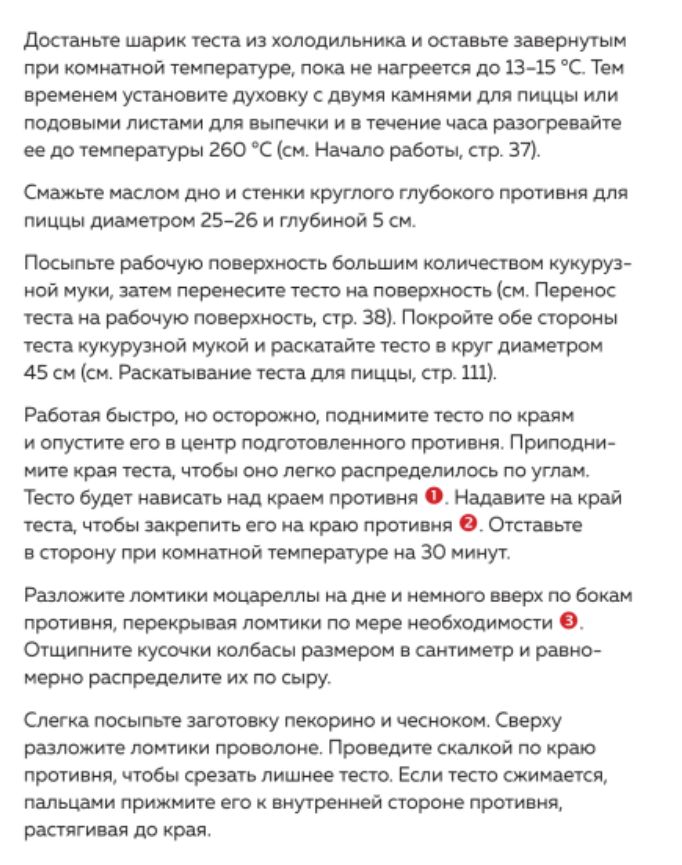 Достаньте шарик теста из холодильника и оставьте завернутым
при комнатной температуре, пока не нагреется до 13–15 °C. Тем
временем установите духовку с двумя камнями для пиццы или
подовыми листами для выпечки и в течение часа разогревайте
ее до температуры 260 °C (см. Начало работы, стр. 37).
Смажьте маслом дно и стенки круглого глубокого противня для
пиццы диаметром 25–26 и глубиной 5 см.
Посыпьте рабочую поверхность большим количеством кукуруз-
ной муки, затем перенесите тесто на поверхность (см. Перенос
теста на рабочую поверхность, стр. 38). Покройте обе стороны
теста кукурузной мукой и раскатайте тесто в круг диаметром
45 см (см. Раскатывание теста для пиццы, стр. 111).
Работая быстро, но осторожно, поднимите тесто по краям
и опустите его в центр подготовленного противня. Приподни-
мите края теста, чтобы оно легко распределилось по углам.
Тесто будет нависать над краем противня ❶. Надавите на край
теста, чтобы закрепить его на краю противня ❷. Отставьте
в сторону при комнатной температуре на 30 минут.
Разложите ломтики моцареллы на дне и немного вверх по бокам
противня, перекрывая ломтики по мере необходимости ❸.
Отщипните кусочки колбасы размером в сантиметр и равно-
мерно распределите их по сыру.
Слегка посыпьте заготовку пекорино и чесноком. Сверху
разложите ломтики проволоне. Проведите скалкой по краю
противня, чтобы срезать лишнее тесто. Если тесто сжимается,
пальцами прижмите его к внутренней стороне противня,
растягивая до края.